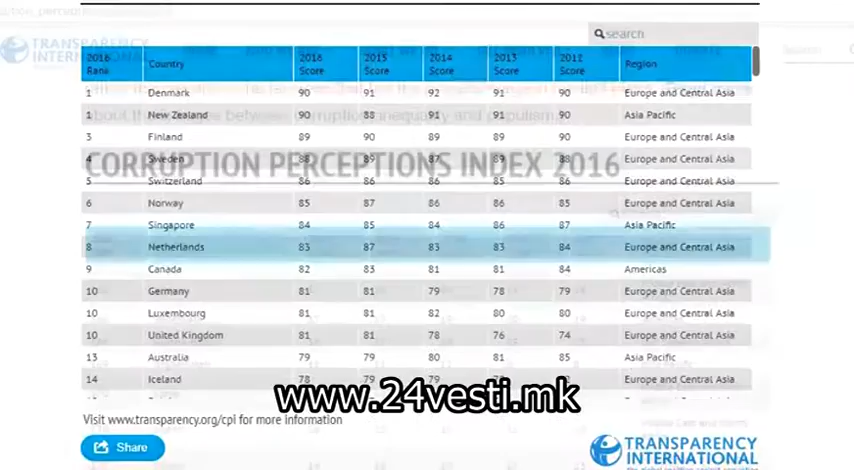 TRANSPARENCY
search
2016 Rank Country 2016 Score 2015 Score 2014 Score 2013 Score 2012 Score Region
1 Denmark 90 91 92 91 90 Europe and Central Asia
1 New Zealand 90 88 91 91 90 Asia Pacific
3 Finland 89 90 89 89 90 Europe and Central Asia
4 Sweden 88 89 87 89 88 Europe and Central Asia
CORRUPTION PERCEPTIONS INDEX 2016
5 Switzerland 86 86 86 85 86 Europe and Central Asia
6 Norway 85 87 86 86 85 Europe and Central Asia
7 Singapore 84 85 84 86 87 Asia Pacific
8 Netherlands 83 87 83 83 84 Europe and Central Asia
9 Canada 82 83 81 81 84 Americas
10 Germany 81 81 79 78 79 Europe and Central Asia
10 Luxembourg 81 81 82 80 80 Europe and Central Asia
10 United Kingdom 81 81 78 76 74 Europe and Central Asia
13 Australia 79 79 80 81 85 Asia Pacific
14 Iceland 78 79 Europe and Central Asia
www.24vesti.mk
Visit www.transparency.org/cpi for more information
Share
TRANSPARENCY
INTERNATIONAL